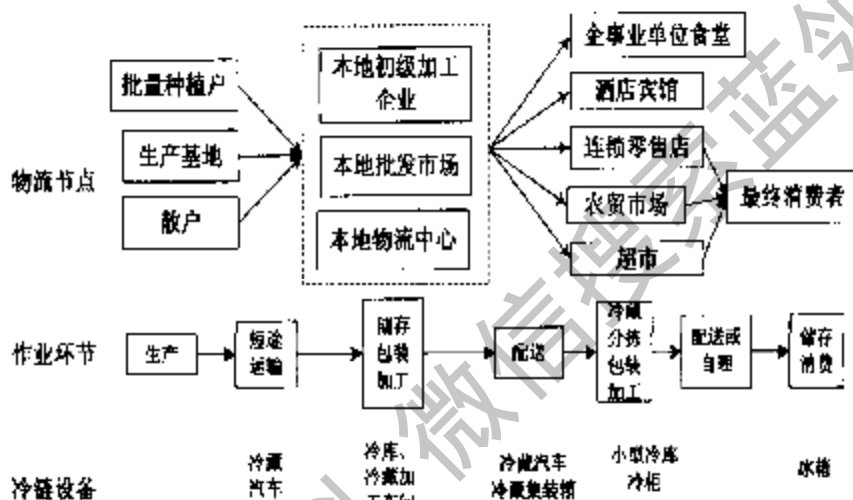 企事业单位食堂
批量种植户
本地初级加工
企业
酒店宾馆
生产基地
本地批发市场
连锁零售店
物流节点
农贸市场
最终消费者
散户
本地物流中心
超市
作业环节
生产
短途
运输
储存
包装
加工
配送
冷藏
分拣
包装
加工
配送或
自理
储存
消费
冷链设备
冷藏
汽车
冷库、
冷藏加
冷藏汽车
冷藏集装箱
小型冷库
冷柜
冰箱
微信搜索蓝领